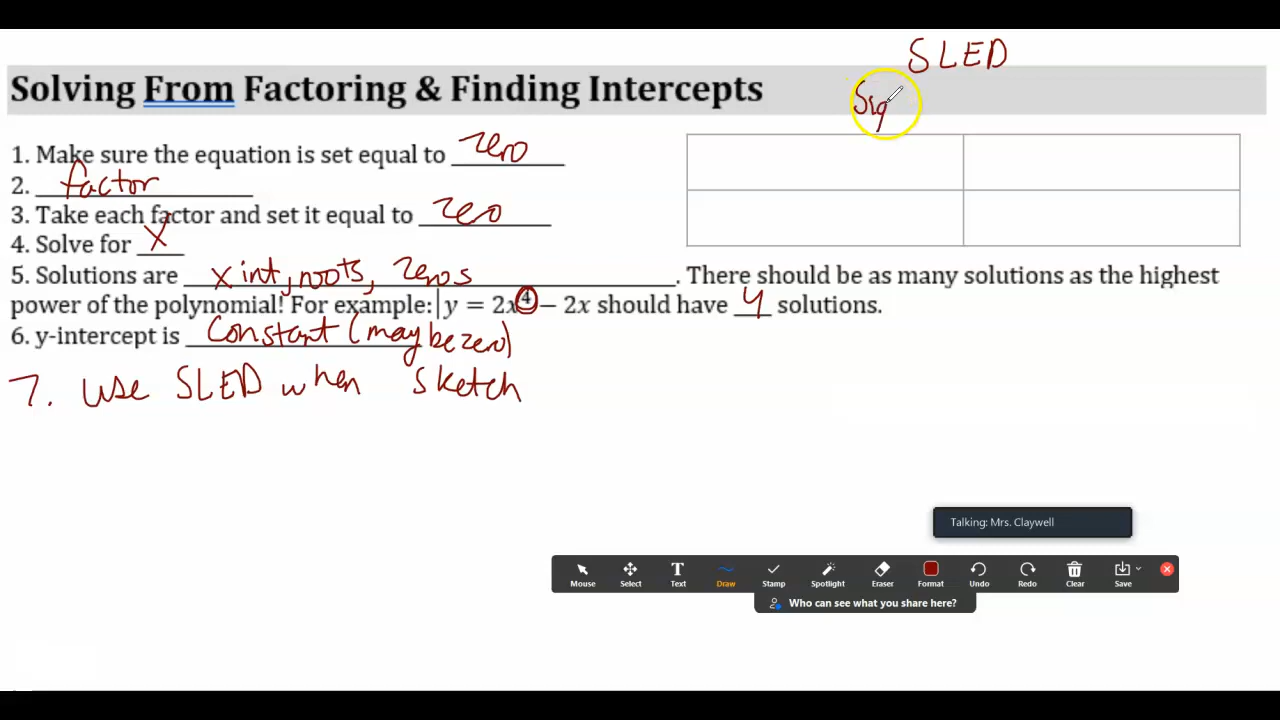 SLED
Solving From Factoring & Finding Intercepts
Sig
1. Make sure the equation is set equal to zero
2. factor
3. Take each factor and set it equal to zero
4. Solve for X
5. Solutions are x int, roots, zeros. There should be as many solutions as the highest
power of the polynomial! For example: y = 2x⁴ – 2x should have 4 solutions.
6. y-intercept is constant (may be zero)
7. use SLED when sketch
Talking: Mrs. Claywell
Mouse Select Text Draw Stamp Spotlight Eraser Format Undo Redo Clear Save
Who can see what you share here?